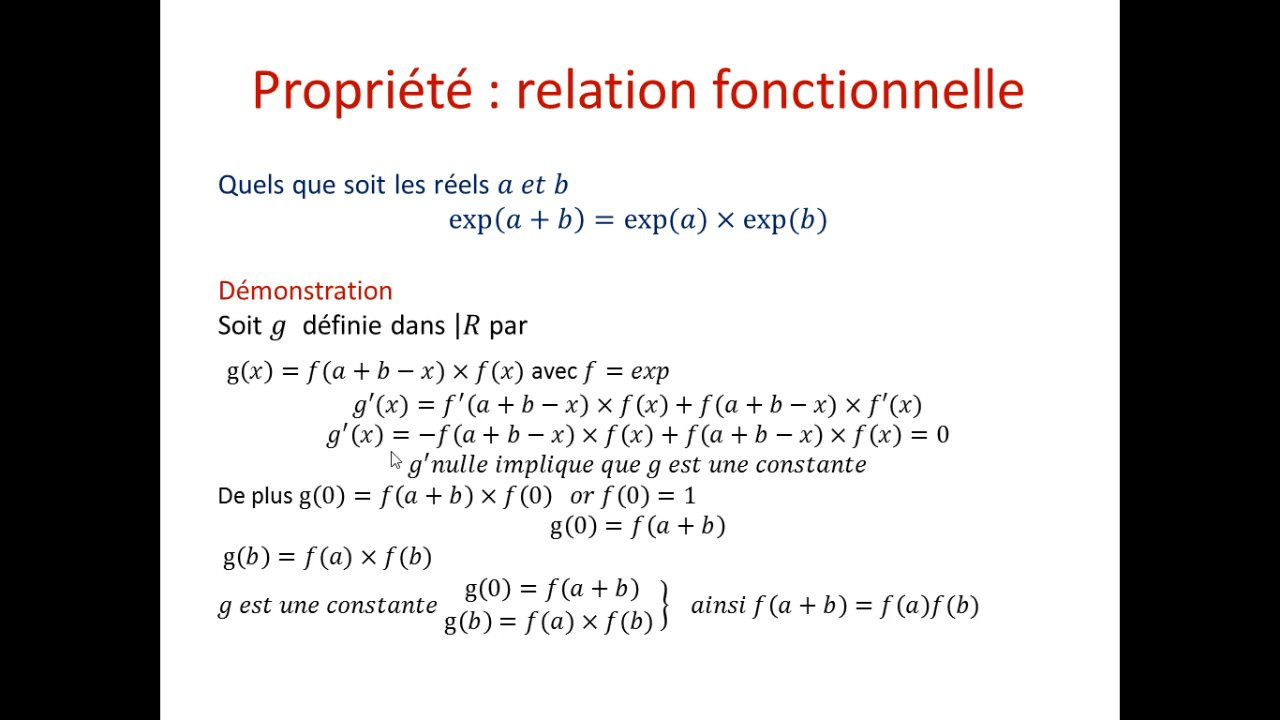 Propriété : relation fonctionnelle
Quels que soit les réels a et b
exp(a + b) = exp(a) × exp(b)
Démonstration
Soit g définie dans |R par
g(x) = f(a + b − x) × f(x) avec f = exp
g′(x) = f′(a + b − x) × f(x) + f(a + b − x) × f′(x)
g′(x) = −f(a + b − x) × f(x) + f(a + b − x) × f(x) = 0
g′nulle implique que g est une constante
De plus g(0) = f(a + b) × f(0) or f(0) = 1
g(0) = f(a + b)
g(b) = f(a) × f(b)
g(0) = f(a + b)
g est une constante } ainsi f(a + b) = f(a)f(b)
g(b) = f(a) × f(b)